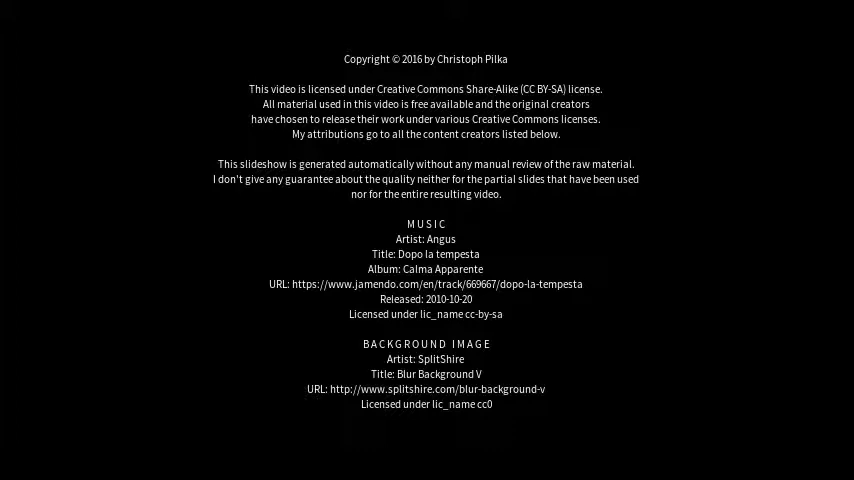 Copyright © 2016 by Christoph Pilka
This video is licensed under Creative Commons Share-Alike (CC BY-SA) license.
All material used in this video is free available and the original creators
have chosen to release their work under various Creative Commons licenses.
My attributions go to all the content creators listed below.
This slideshow is generated automatically without any manual review of the raw material.
I don't give any guarantee about the quality neither for the partial slides that have been used
nor for the entire resulting video.
MUSIC
Artist: Angus
Title: Dopo la tempesta
Album: Calma Apparente
URL: https://www.jamendo.com/en/track/669667/dopo-la-tempesta
Released: 2010-10-20
Licensed under lic_name cc-by-sa
BACKGROUND IMAGE
Artist: SplitShire
Title: Blur Background V
URL: http://www.splitshire.com/blur-background-v
Licensed under lic_name cc0